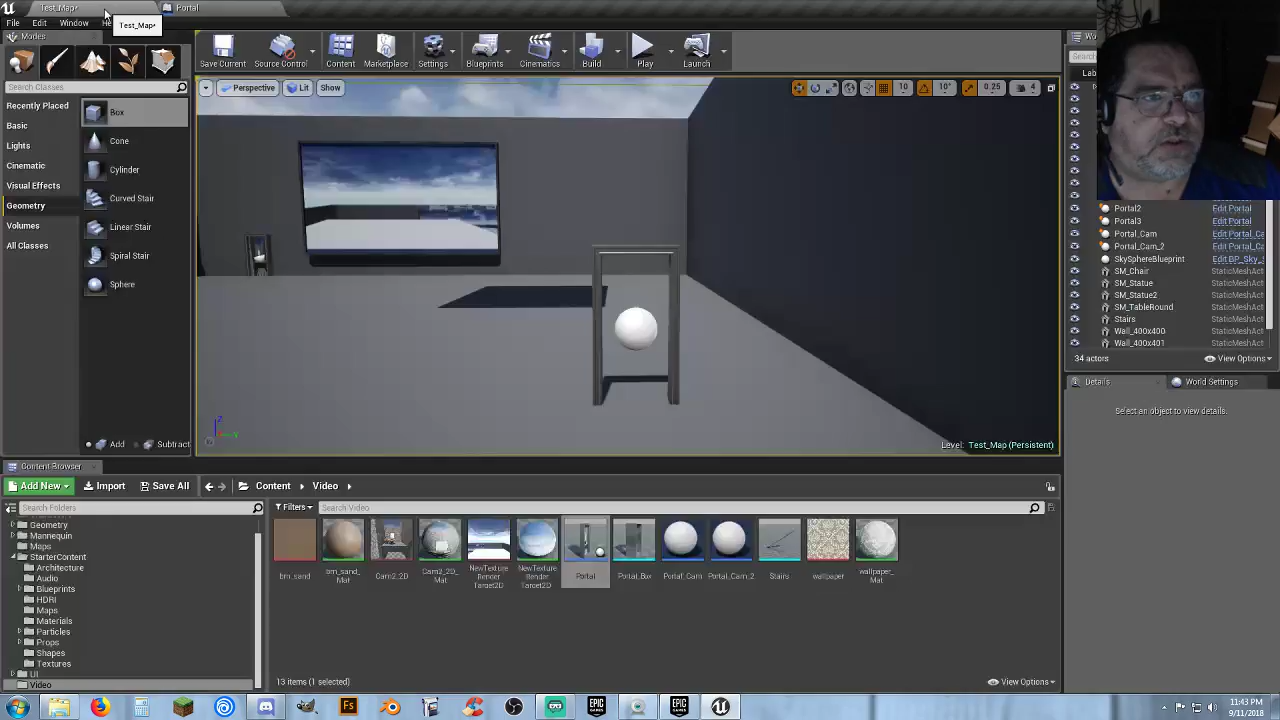 Test_Map*
Portal
File Edit Window He
Test_Map*
Modes
Search Classes
Recently Placed
Basic
Lights
Cinematic
Visual Effects
Geometry
Volumes
All Classes
Box
Cone
Cylinder
Curved Stair
Linear Stair
Spiral Stair
Sphere
Add Subtract
Save Current
Source Control
Content
Marketplace
Settings
Blueprints
Cinematics
Build
Play
Launch
Perspective Lit Show
10 10° 0.25 4
Level: Test_Map (Persistent)
Wo
Search
Lab
Portal2 Edit Portal
Portal3 Edit Portal
Portal_Cam Edit Portal_Ca
Portal_Cam_2 Edit Portal_Ca
SkySphereBlueprint Edit BP_Sky_S
SM_Chair StaticMeshAct
SM_Statue StaticMeshAct
SM_Statue2 StaticMeshAct
SM_TableRound StaticMeshAct
Stairs StaticMeshAct
Wall_400x400 StaticMeshAct
Wall_400x401 StaticMeshAct
34 actors View Options
Details World Settings
Select an object to view details.
Content Browser
Add New Import Save All Content Video
Search Folders
Geometry
Mannequin
Maps
StarterContent
Architecture
Audio
Blueprints
HDRI
Maps
Materials
Particles
Props
Shapes
Textures
UI
Video
Filters Search Video
brn_sand
brn_sand_
Mat
Cam2_2D
Cam2_2D_
Mat
NewTexture
Render
Target2D
NewTexture
Render
Target2D
Portal
Portal_Box
Portal_Cam
Portal_Cam_2
Stairs
wallpaper
wallpaper_
Mat
13 items (1 selected) View Options
11:43 PM
9/11/2018